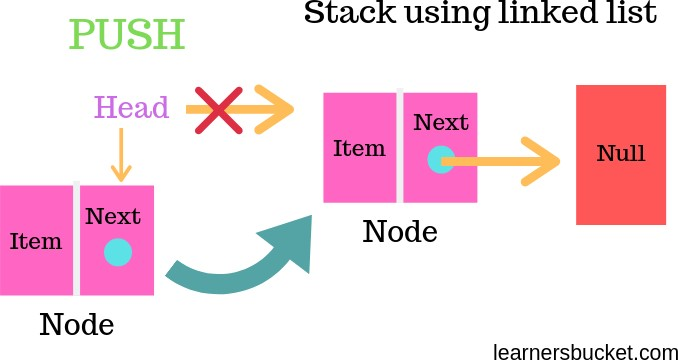 Stack using linked list
PUSH
Head
Item
Next
Node
Item
Next
Node
Null
learnersbucket.com